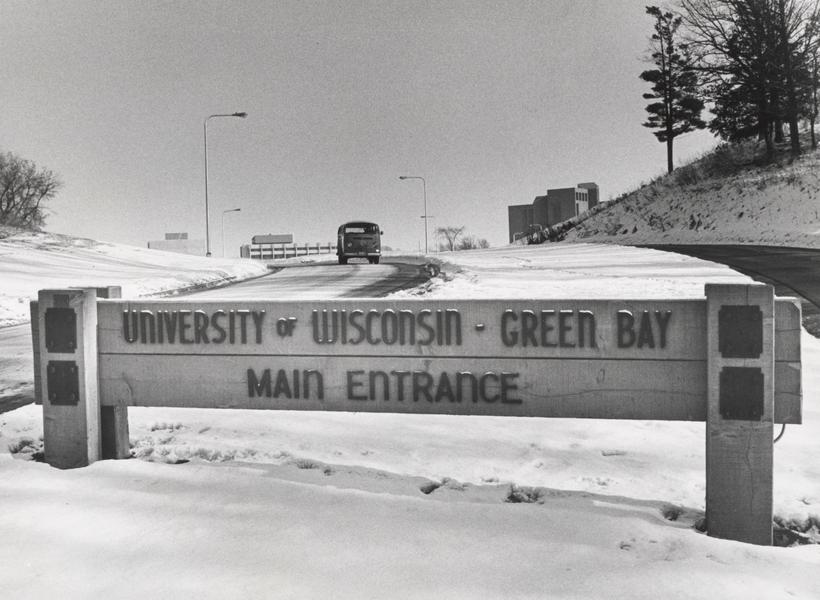 UNIVERSITY OF WISCONSIN - GREEN BAY
MAIN ENTRANCE